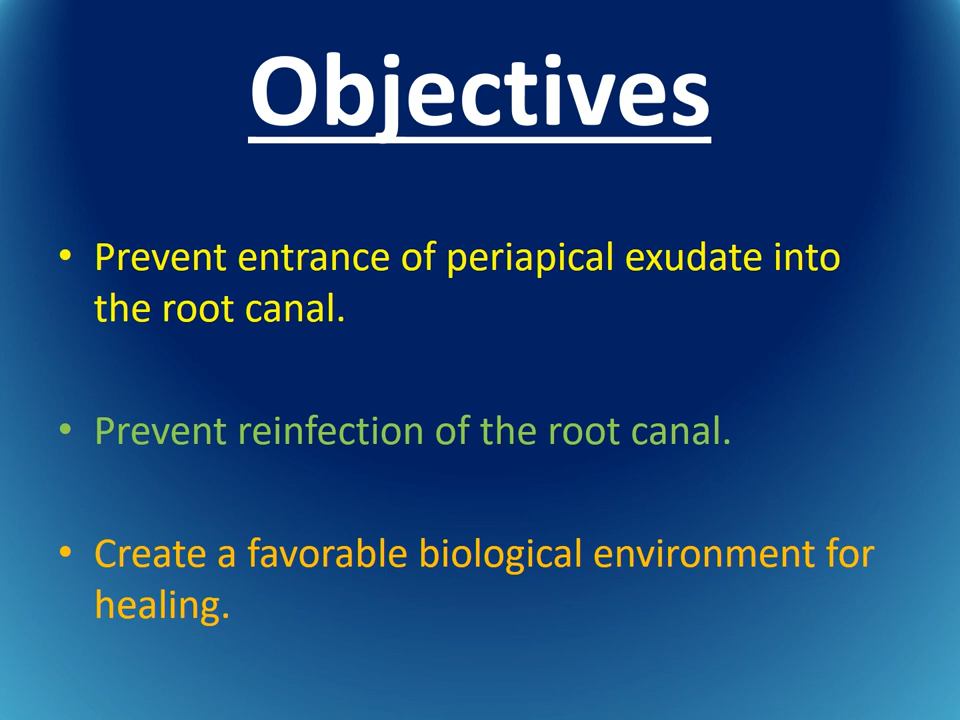 Objectives
• Prevent entrance of periapical exudate into
the root canal.
• Prevent reinfection of the root canal.
• Create a favorable biological environment for
healing.